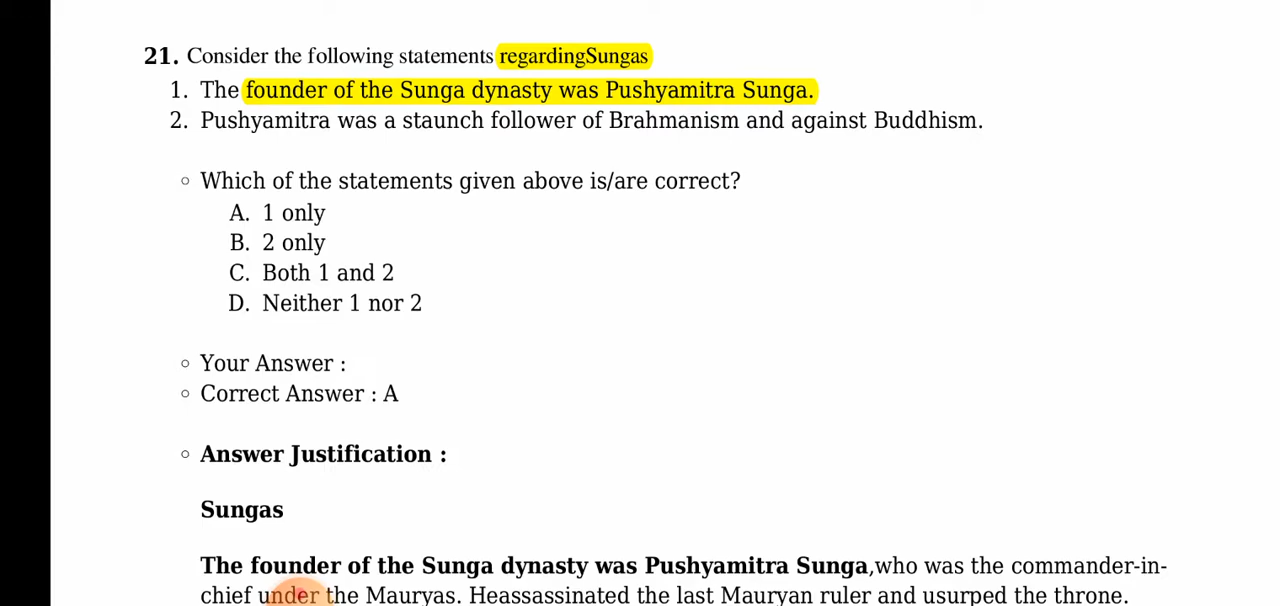 21. Consider the following statements regardingSungas
1. The founder of the Sunga dynasty was Pushyamitra Sunga.
2. Pushyamitra was a staunch follower of Brahmanism and against Buddhism.
◦ Which of the statements given above is/are correct?
A. 1 only
B. 2 only
C. Both 1 and 2
D. Neither 1 nor 2
◦ Your Answer :
◦ Correct Answer : A
◦ Answer Justification :
Sungas
The founder of the Sunga dynasty was Pushyamitra Sunga,who was the commander-in-
chief under the Mauryas. Heassassinated the last Mauryan ruler and usurped the throne.